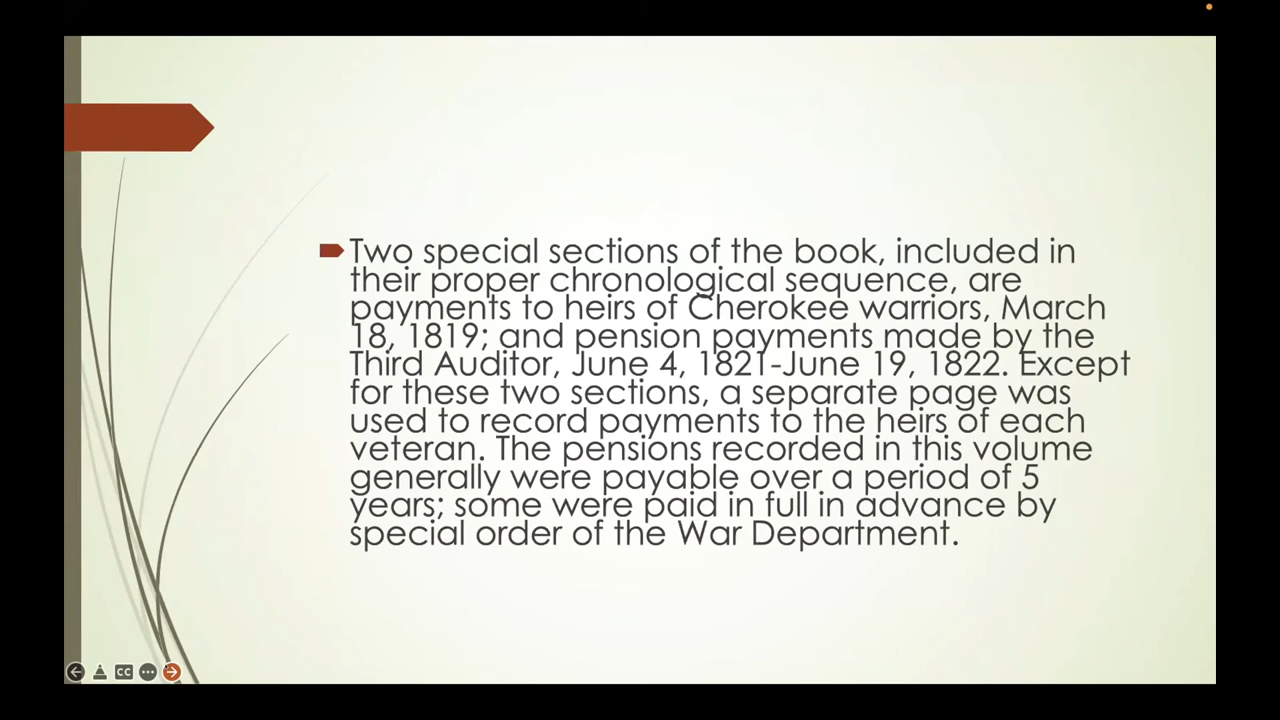 Two special sections of the book, included in
their proper chronological sequence, are
payments to heirs of Cherokee warriors, March
18, 1819; and pension payments made by the
Third Auditor, June 4, 1821-June 19, 1822. Except
for these two sections, a separate page was
used to record payments to the heirs of each
veteran. The pensions recorded in this volume
generally were payable over a period of 5
years; some were paid in full in advance by
special order of the War Department.
CC